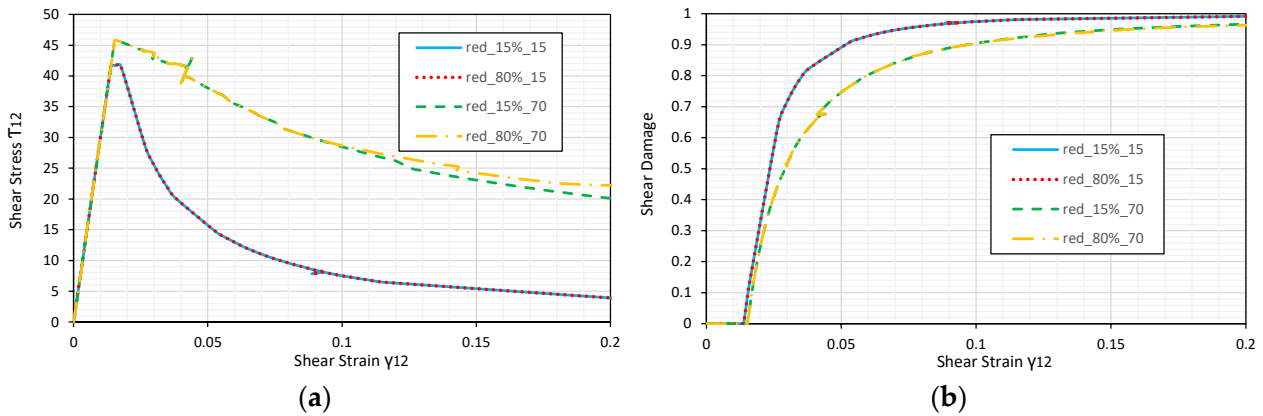 50
45
40
35
30
25
20
15
10
5
0
Shear Stress T12
red_15%_15
red_80%_15
red_15%_70
red_80%_70
0 0.05 0.1 0.15 0.2
Shear Strain γ12
(a)
1
0.9
0.8
0.7
0.6
0.5
0.4
0.3
0.2
0.1
0
Shear Damage
red_15%_15
red_80%_15
red_15%_70
red_80%_70
0 0.05 0.1 0.15 0.2
Shear Strain γ12
(b)